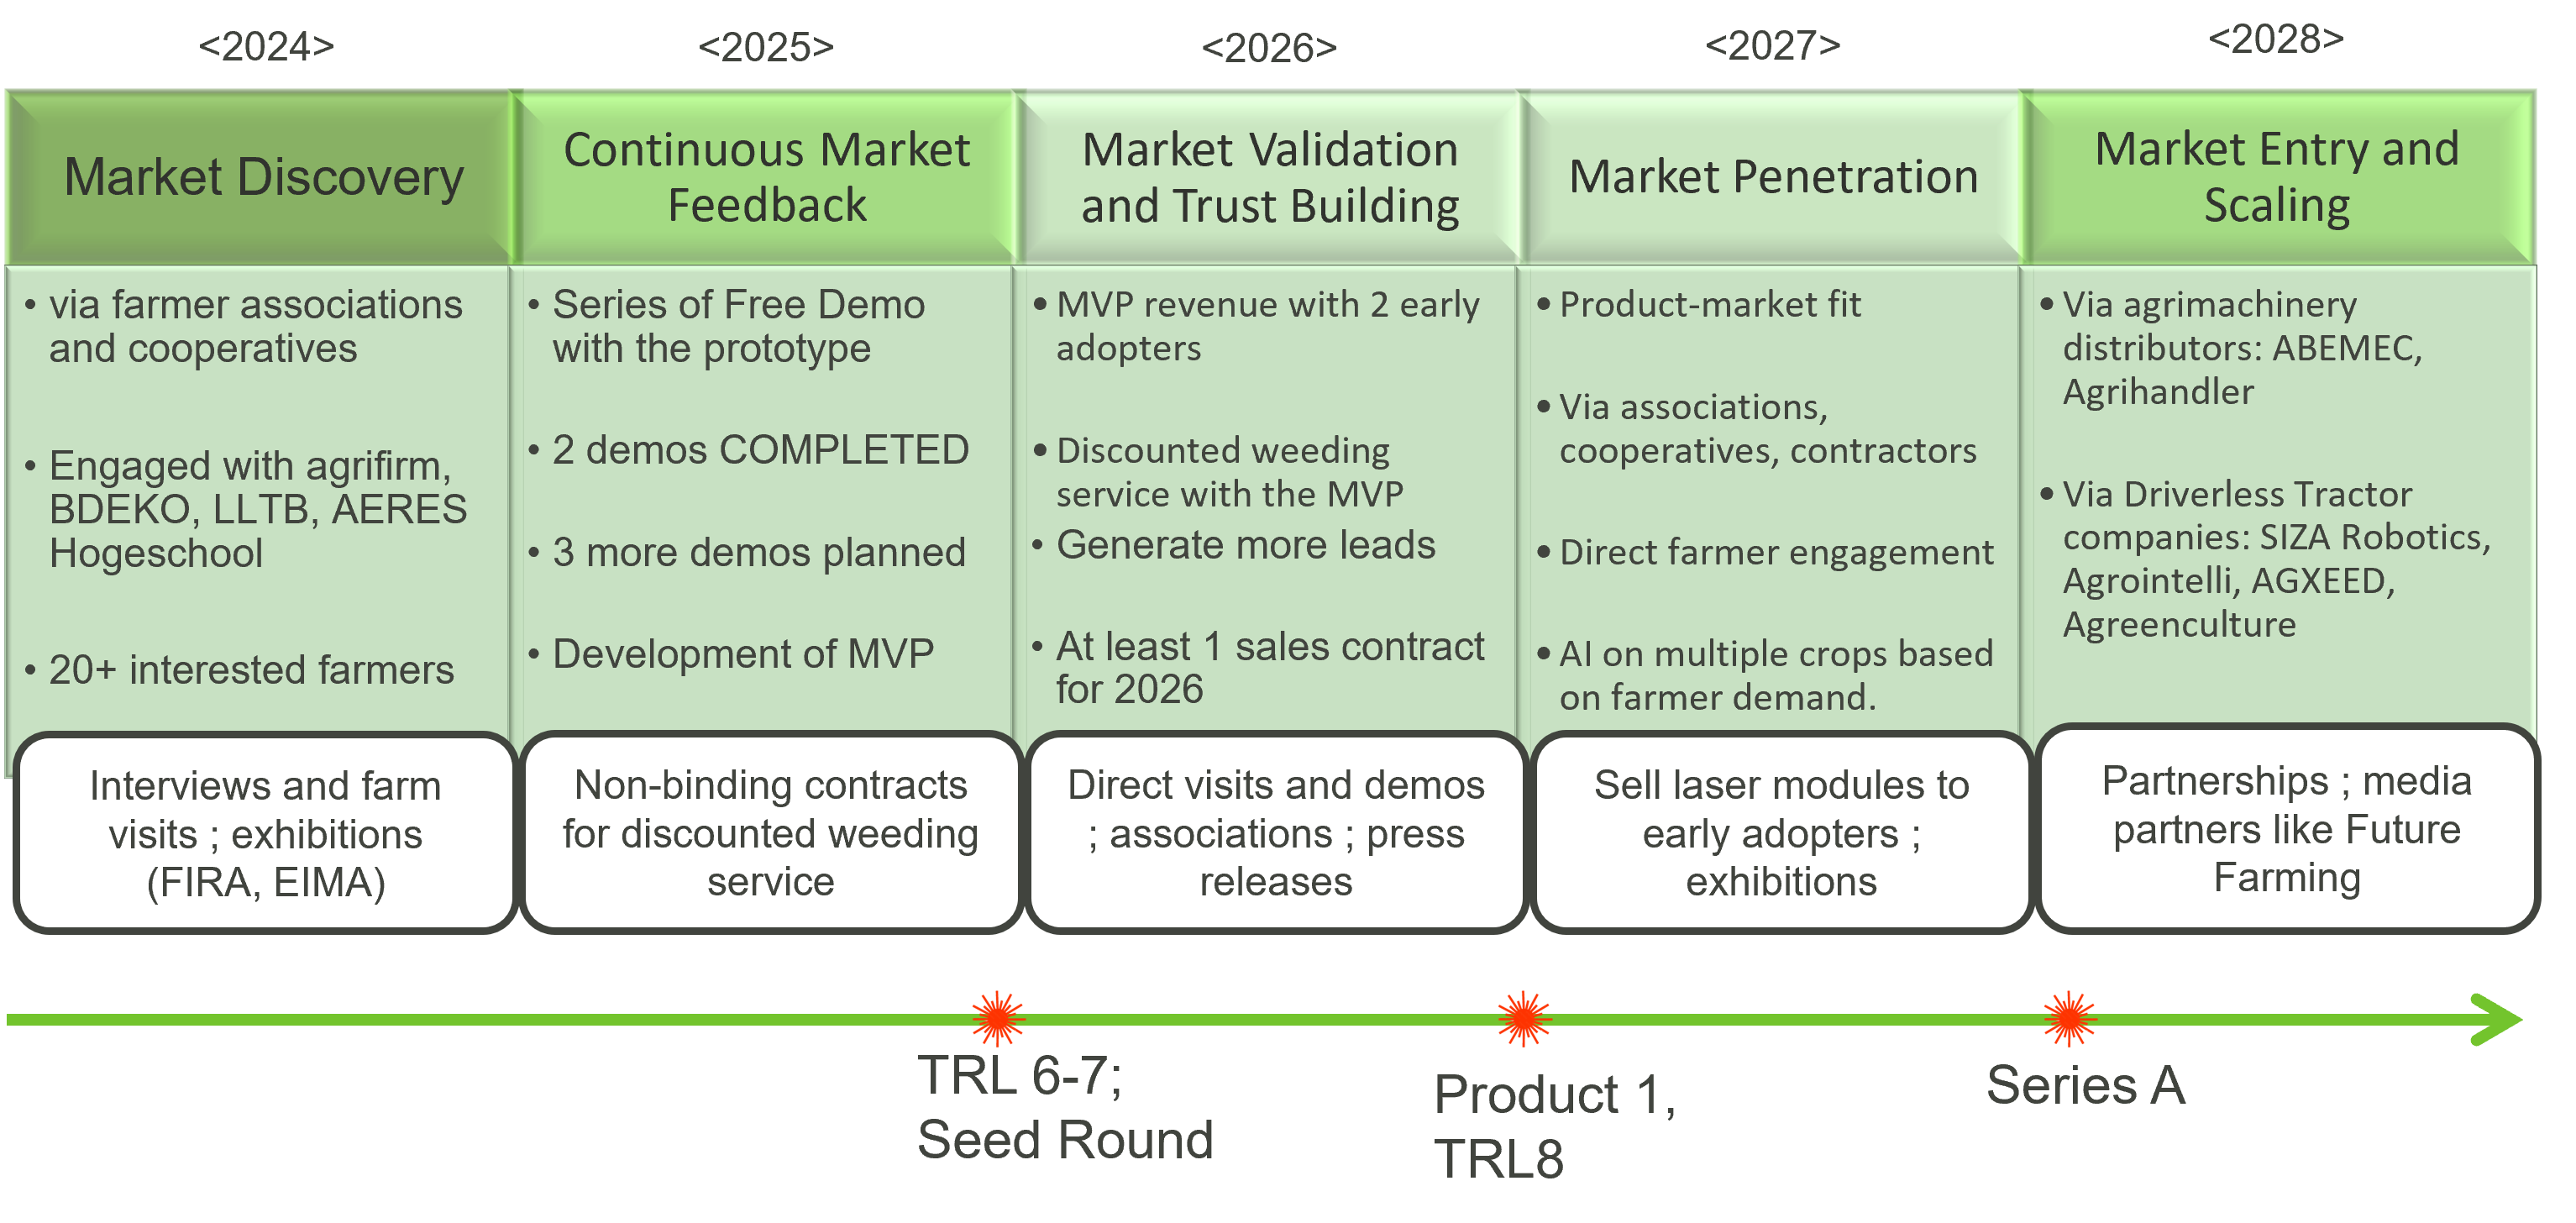 <2024>
<2025>
<2026>
<2027>
<2028>
Market Discovery
Continuous Market
Feedback
Market Validation
and Trust Building
Market Penetration
Market Entry and
Scaling
• via farmer associations
and cooperatives
• Engaged with agrifirm,
BDEKO, LLTB, AERES
Hogeschool
• 20+ interested farmers
• Series of Free Demo
with the prototype
• 2 demos COMPLETED
• 3 more demos planned
• Development of MVP
• MVP revenue with 2 early
adopters
• Discounted weeding
service with the MVP
• Generate more leads
• At least 1 sales contract
for 2026
• Product-market fit
• Via associations,
cooperatives, contractors
• Direct farmer engagement
• AI on multiple crops based
on farmer demand.
• Via agrimachinery
distributors: ABEMEC,
Agrihandler
• Via Driverless Tractor
companies: SIZA Robotics,
Agrointelli, AGXEED,
Agreenculture
Interviews and farm
visits ; exhibitions
(FIRA, EIMA)
Non-binding contracts
for discounted weeding
service
Direct visits and demos
; associations ; press
releases
Sell laser modules to
early adopters ;
exhibitions
Partnerships ; media
partners like Future
Farming
TRL 6-7;
Seed Round
Product 1,
TRL8
Series A